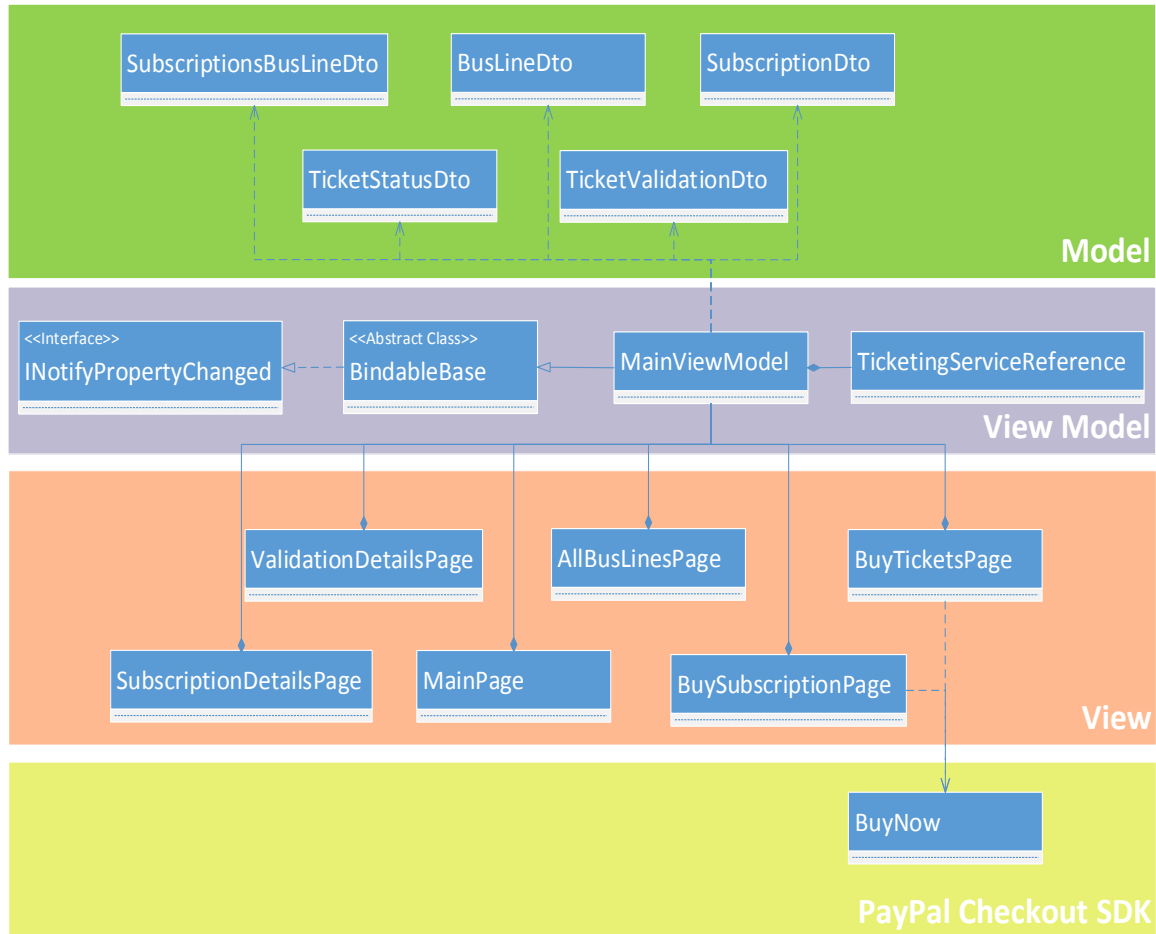 SubscriptionsBusLineDto
BusLineDto
SubscriptionDto
TicketStatusDto
TicketValidationDto
Model
<<Interface>>
INotifyPropertyChanged
<<Abstract Class>>
BindableBase
MainViewModel
TicketingServiceReference
View Model
ValidationDetailsPage
AllBusLinesPage
BuyTicketsPage
SubscriptionDetailsPage
MainPage
BuySubscriptionPage
View
BuyNow
PayPal Checkout SDK